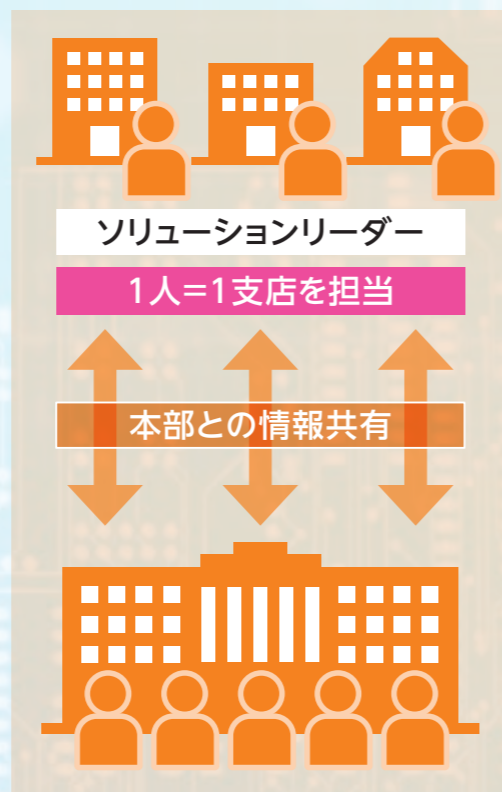 ソリューションリーダー
1人＝1支店を担当
本部との情報共有